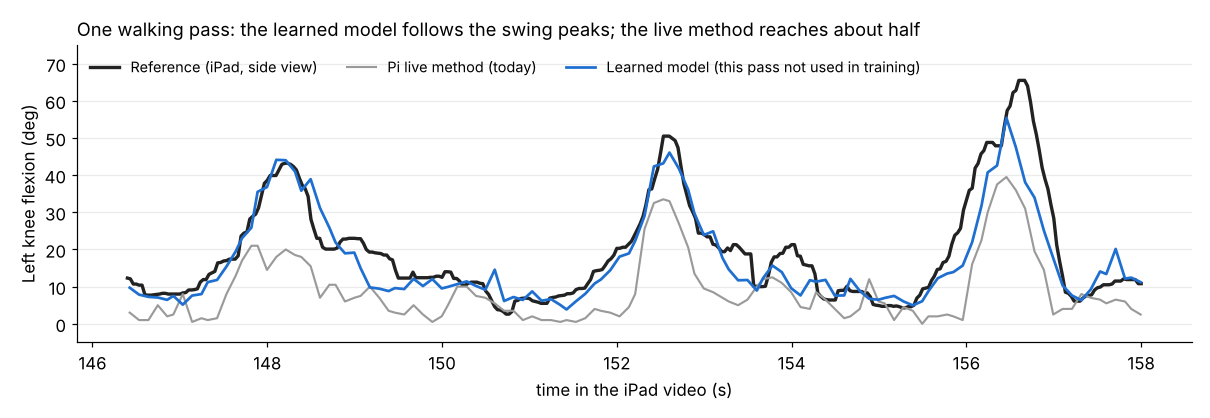 One walking pass: the learned model follows the swing peaks; the live method reaches about half
Reference (iPad, side view) Pi live method (today) Learned model (this pass not used in training)
Left knee flexion (deg)
70
60
50
40
30
20
10
0
146 148 150 152 154 156 158
time in the iPad video (s)